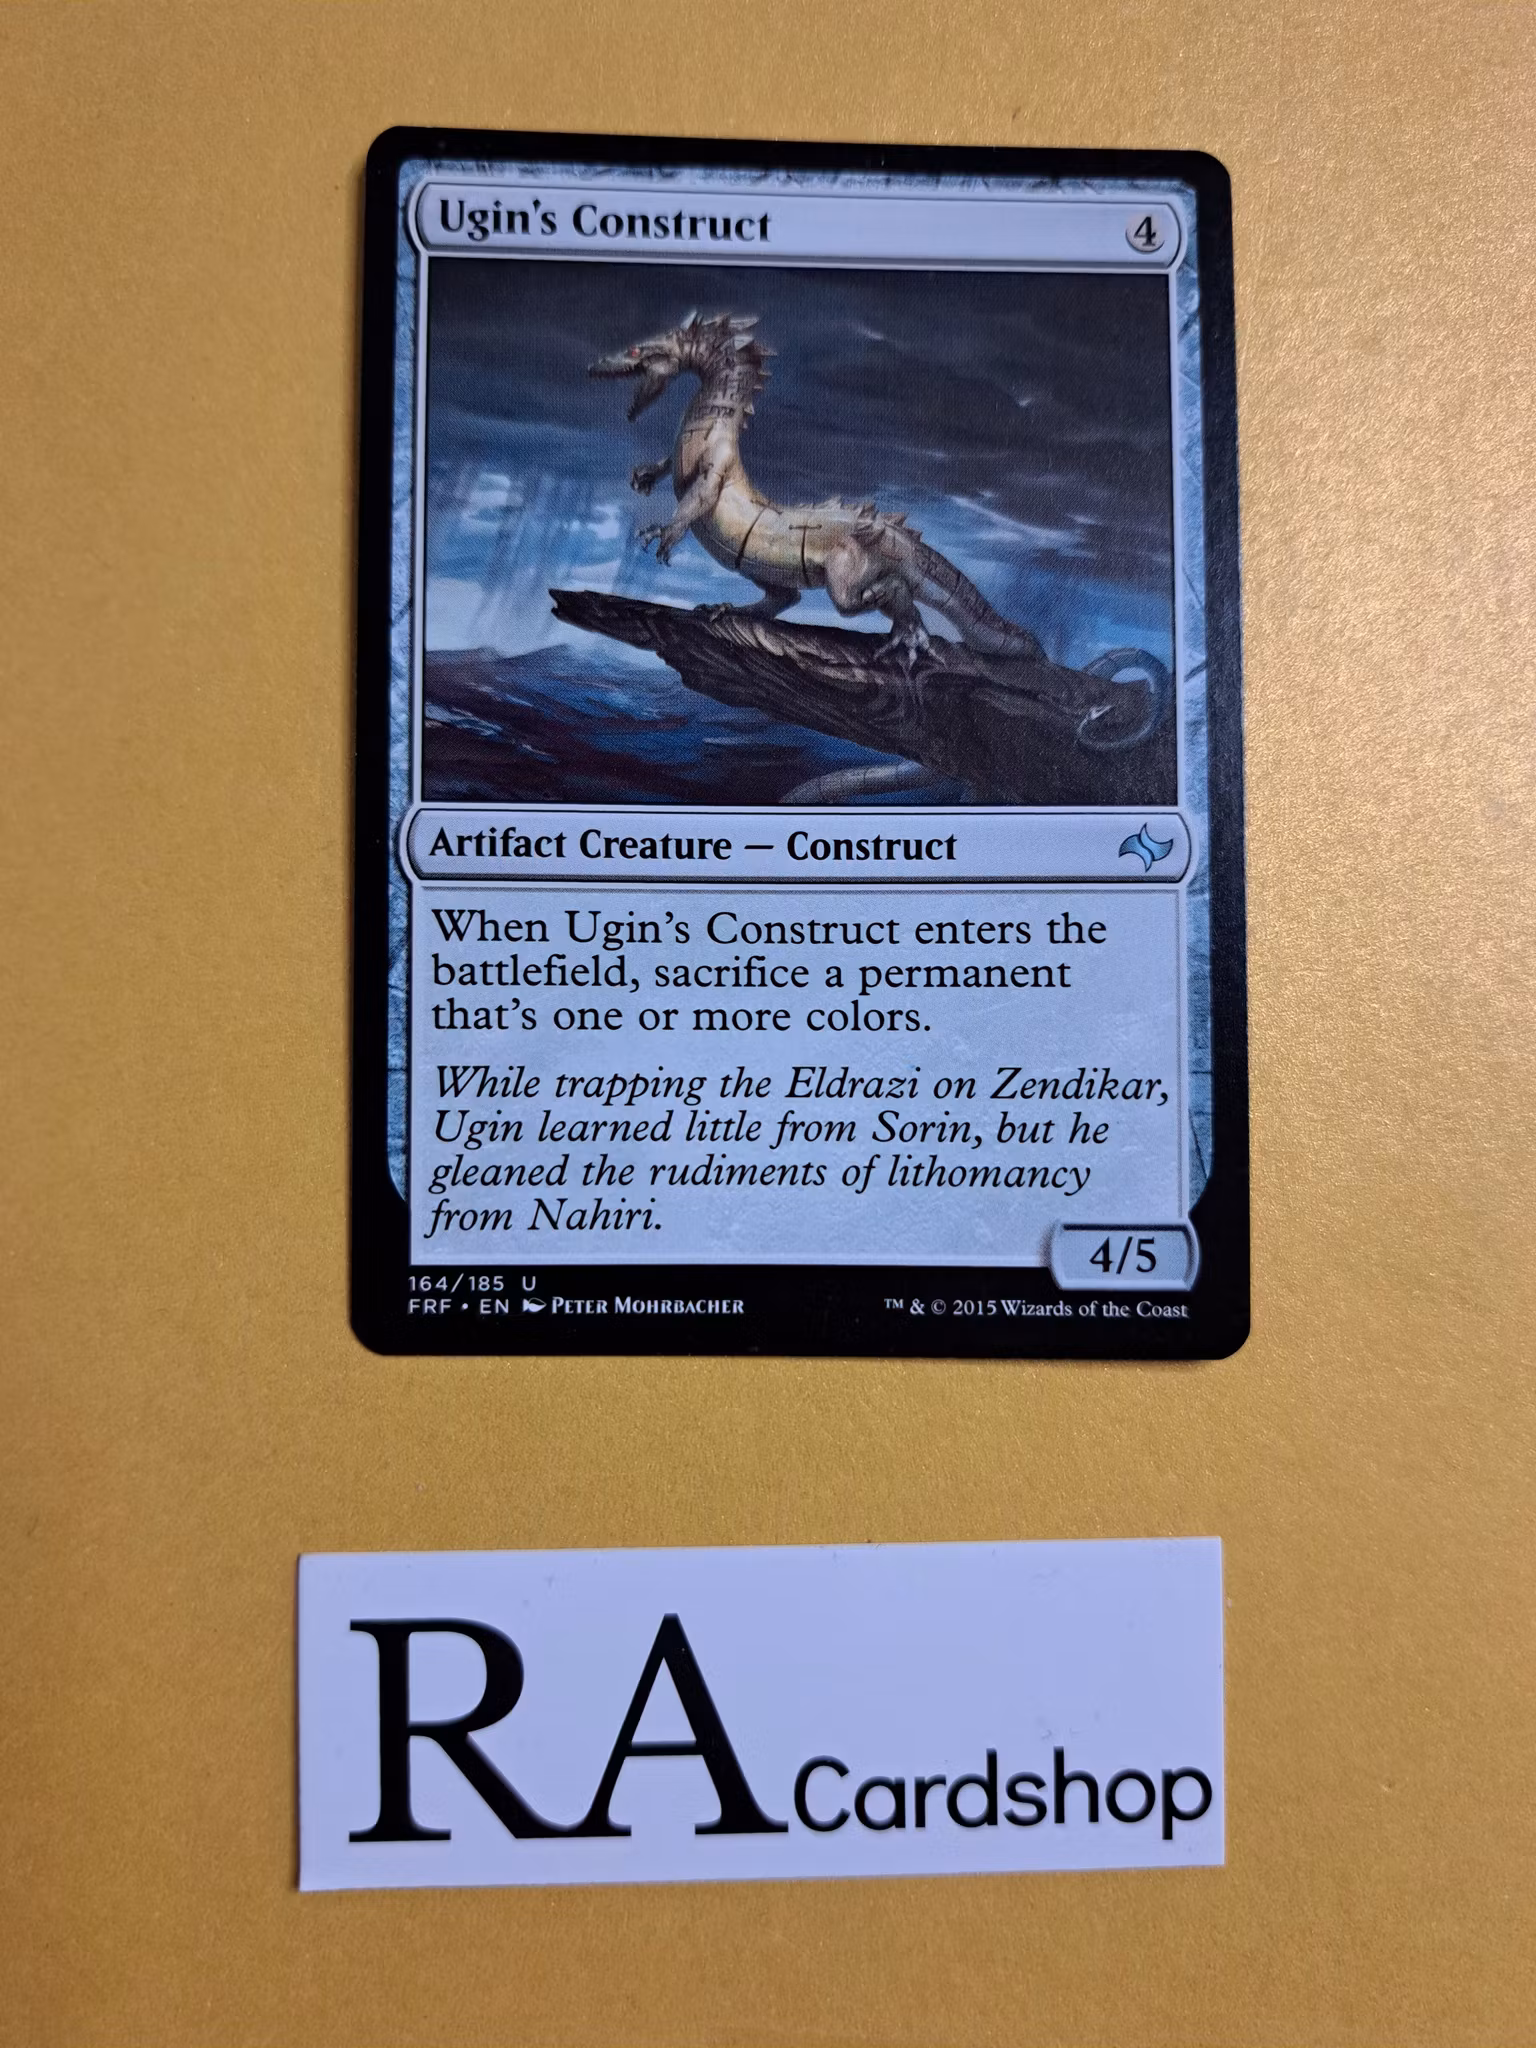 Ugin's Construct 4
Artifact Creature — Construct
When Ugin's Construct enters the
battlefield, sacrifice a permanent
that's one or more colors.
While trapping the Eldrazi on Zendikar,
Ugin learned little from Sorin, but he
gleaned the rudiments of lithomancy
from Nahiri.
4/5
164/185 U
FRF • EN Peter Mohrbacher ™ & © 2015 Wizards of the Coast
RA Cardshop